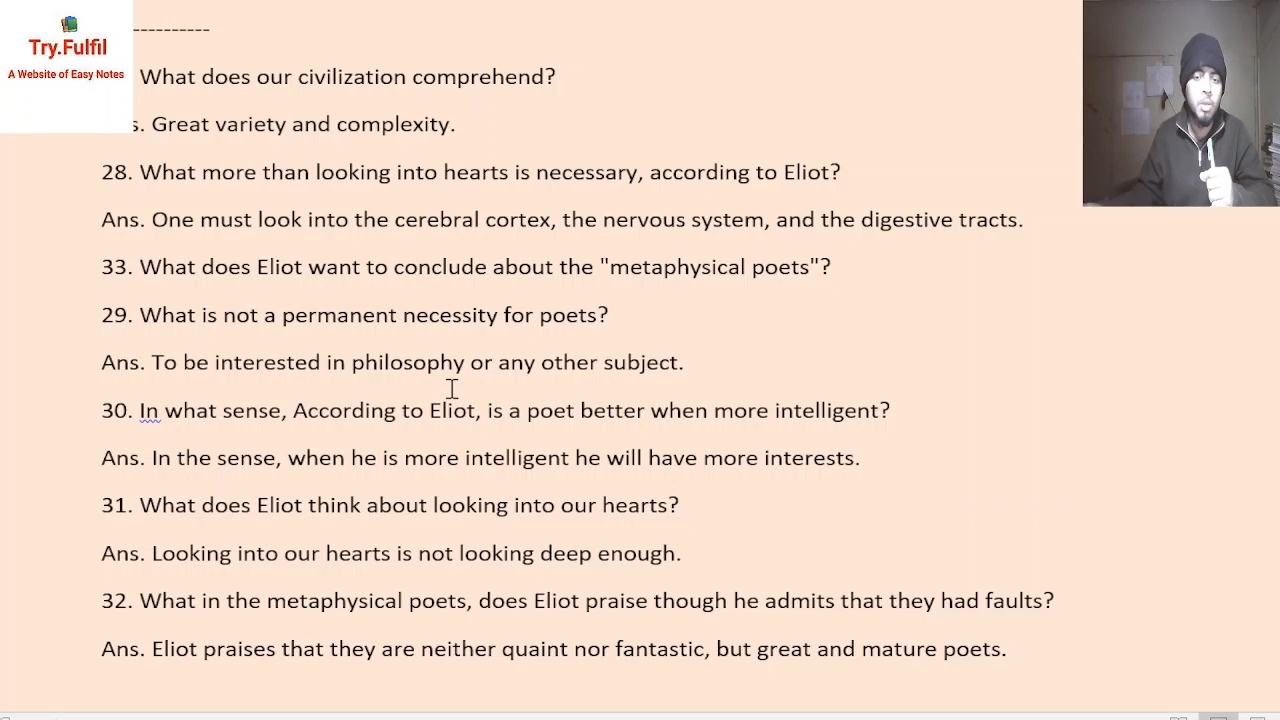 ----------
Try.Fulfil
A Website of Easy Notes
What does our civilization comprehend?
s. Great variety and complexity.
28. What more than looking into hearts is necessary, according to Eliot?
Ans. One must look into the cerebral cortex, the nervous system, and the digestive tracts.
33. What does Eliot want to conclude about the "metaphysical poets"?
29. What is not a permanent necessity for poets?
Ans. To be interested in philosophy or any other subject.
30. In what sense, According to Eliot, is a poet better when more intelligent?
Ans. In the sense, when he is more intelligent he will have more interests.
31. What does Eliot think about looking into our hearts?
Ans. Looking into our hearts is not looking deep enough.
32. What in the metaphysical poets, does Eliot praise though he admits that they had faults?
Ans. Eliot praises that they are neither quaint nor fantastic, but great and mature poets.